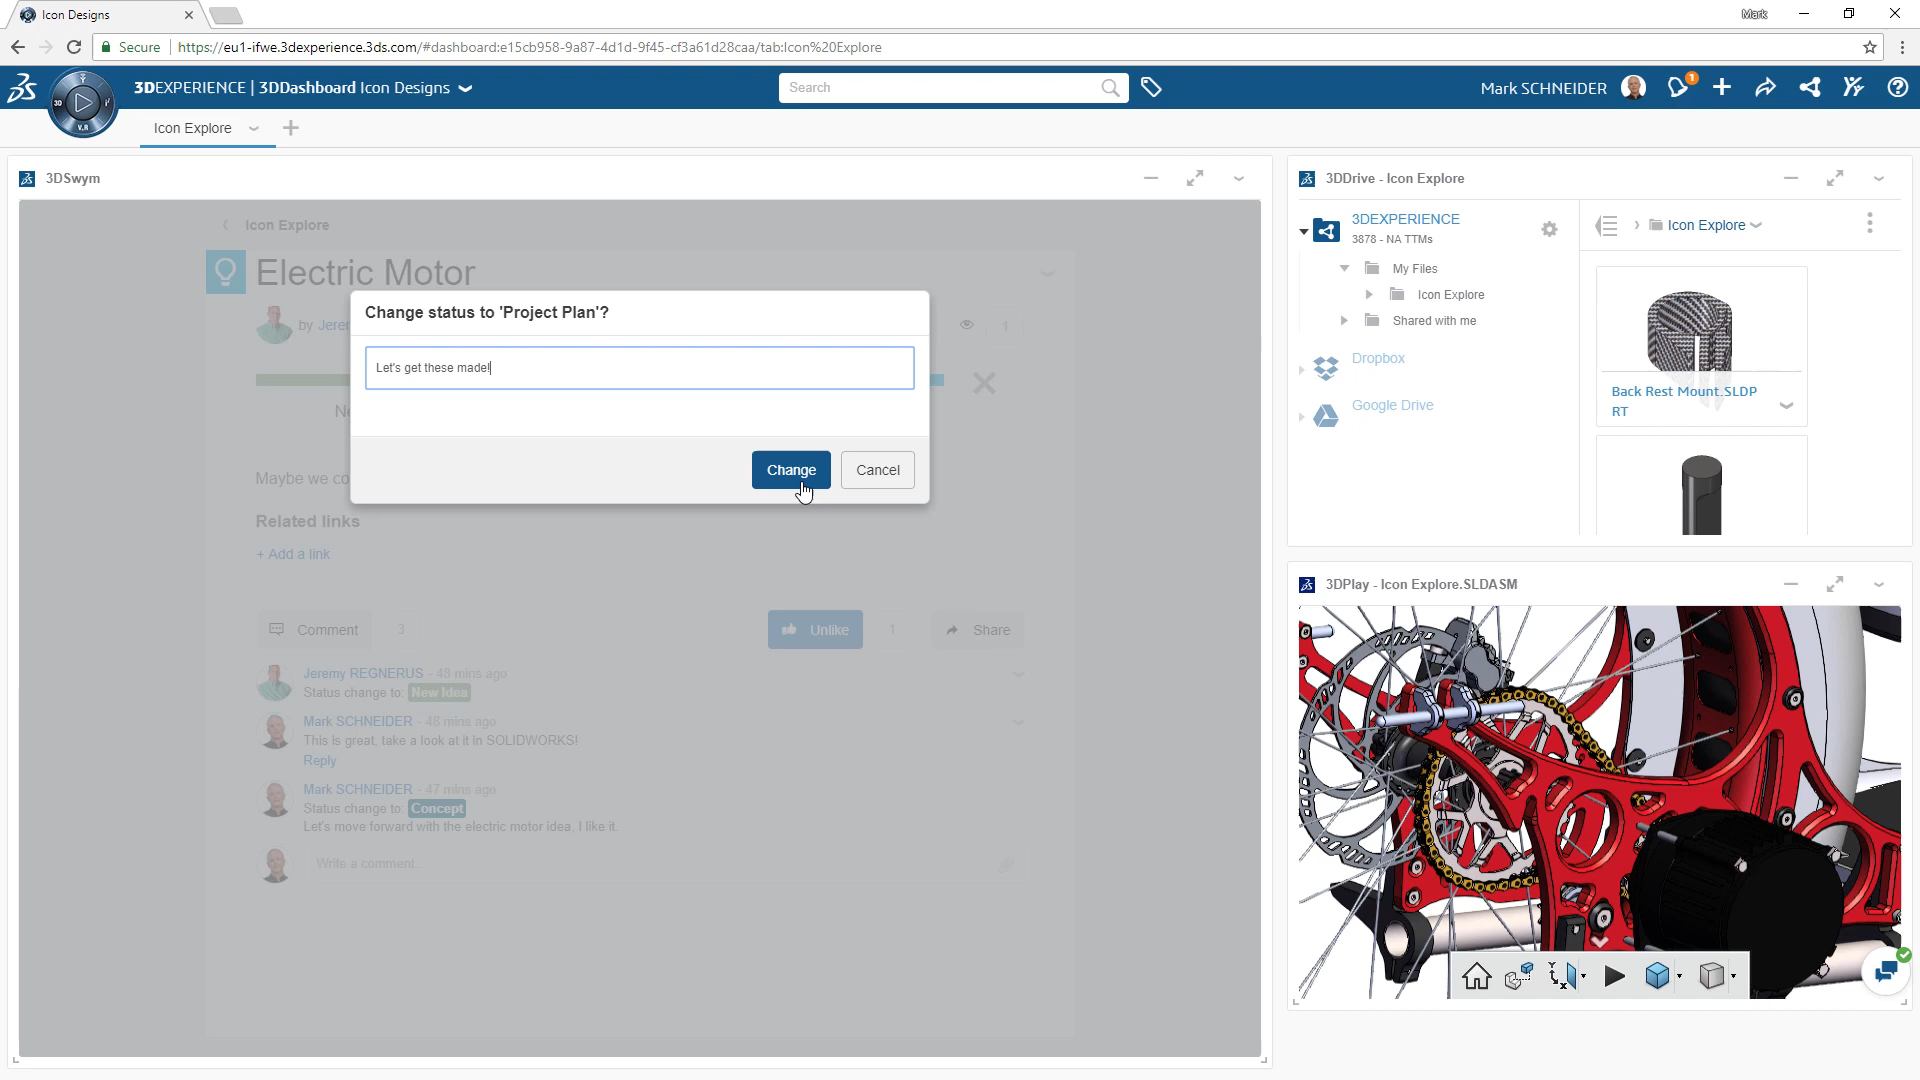 Icon Designs
Mark
Secure
https://eu1-ifwe.3dexperience.3ds.com/#dashboard:e15cb958-9a87-4d1d-9f45-cf3a61d28caa/tab:Icon%20Explore
3DEXPERIENCE | 3DDashboard Icon Designs
Search
Mark SCHNEIDER
1
3D
V.R
Icon Explore
3DSwym
Icon Explore
Electric Motor
by Jerer
1
Change status to 'Project Plan'?
Let's get these made!
Change
Cancel
Ne
Maybe we co
Related links
+ Add a link
Comment 3
Unlike 1
Share
Jeremy REGNERUS - 48 mins ago
Status change to: New Idea
Mark SCHNEIDER - 48 mins ago
This is great, take a look at it in SOLIDWORKS!
Reply
Mark SCHNEIDER - 47 mins ago
Status change to: Concept
Let's move forward with the electric motor idea, I like it.
Write a comment...
3DDrive - Icon Explore
3DEXPERIENCE
3878 - NA TTMs
My Files
Icon Explore
Shared with me
Dropbox
Google Drive
Icon Explore
Back Rest Mount.SLDP
RT
3DPlay - Icon Explore.SLDASM